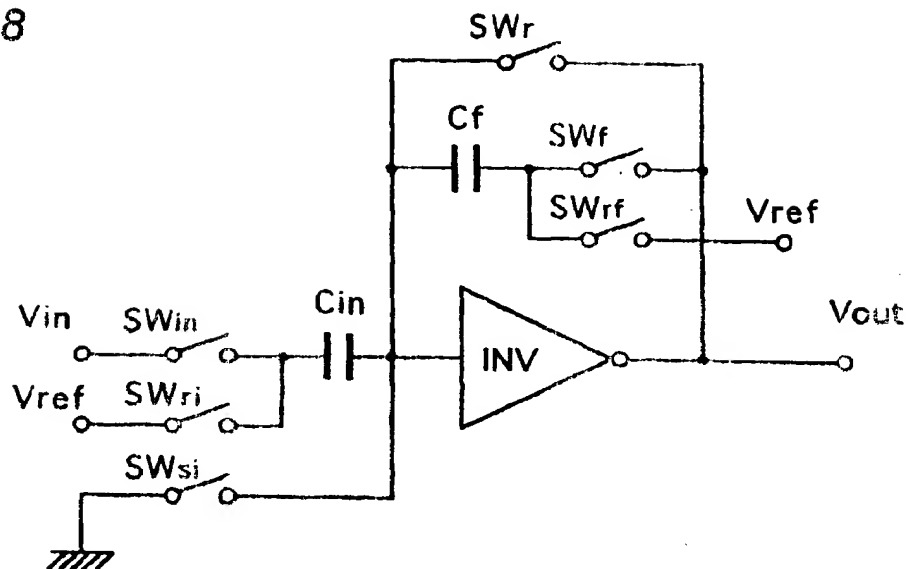 8
SWr
Cf
SWf
SWrf
Vref
Vin
SWin
Cin
Vout
INV
Vref
SWri
SWsi